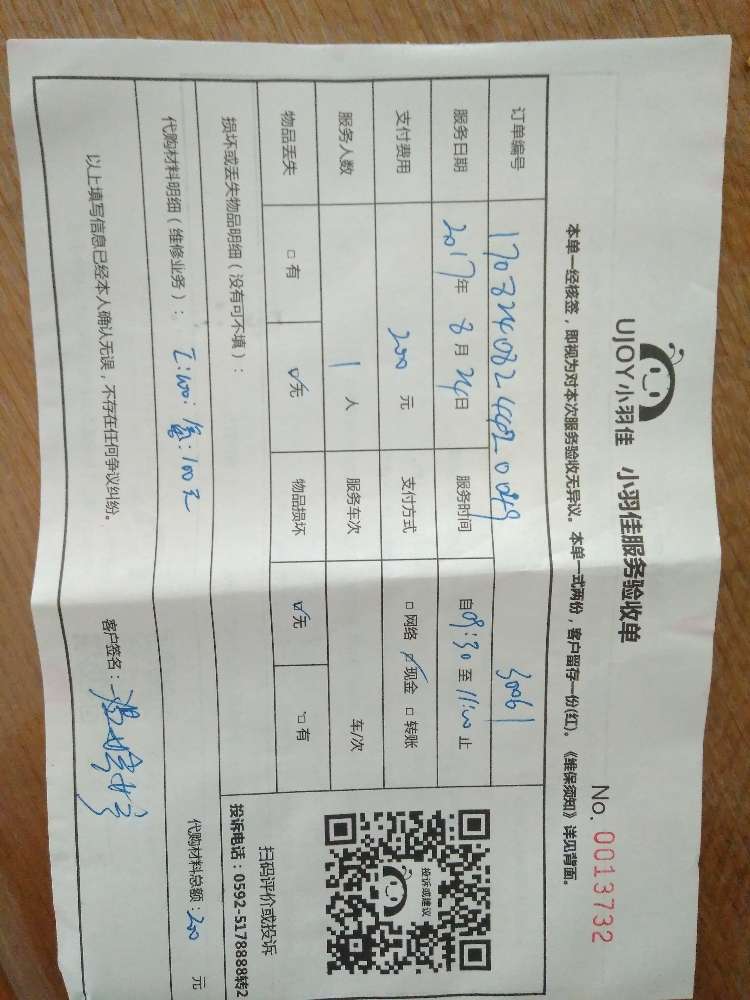 UJOY小羽佳 小羽佳服务验收单
No. 0013732
本单一经核签，即视为对本次服务验收无异议。本单一式两份，客户留存一份(红)。《维保须知》详见背面。
订单编号
服务日期 2017年 8月 24日 服务时间 自09:30至11:00止
支付费用 200 元 支付方式 □网络 ☑现金 □转账
服务人数 1 人 服务车次 车/次
物品丢失 □有 ☑无 物品损坏 ☑无 □有
投诉或建议
扫码评价或投诉
投诉电话：0592-5178888转2
损坏或丢失物品明细（没有可不填）：
代购材料明细（维修业务）： 100元 代购材料总额：200 元
以上填写信息已经本人确认无误，不存在任何争议纠纷。 客户签名：